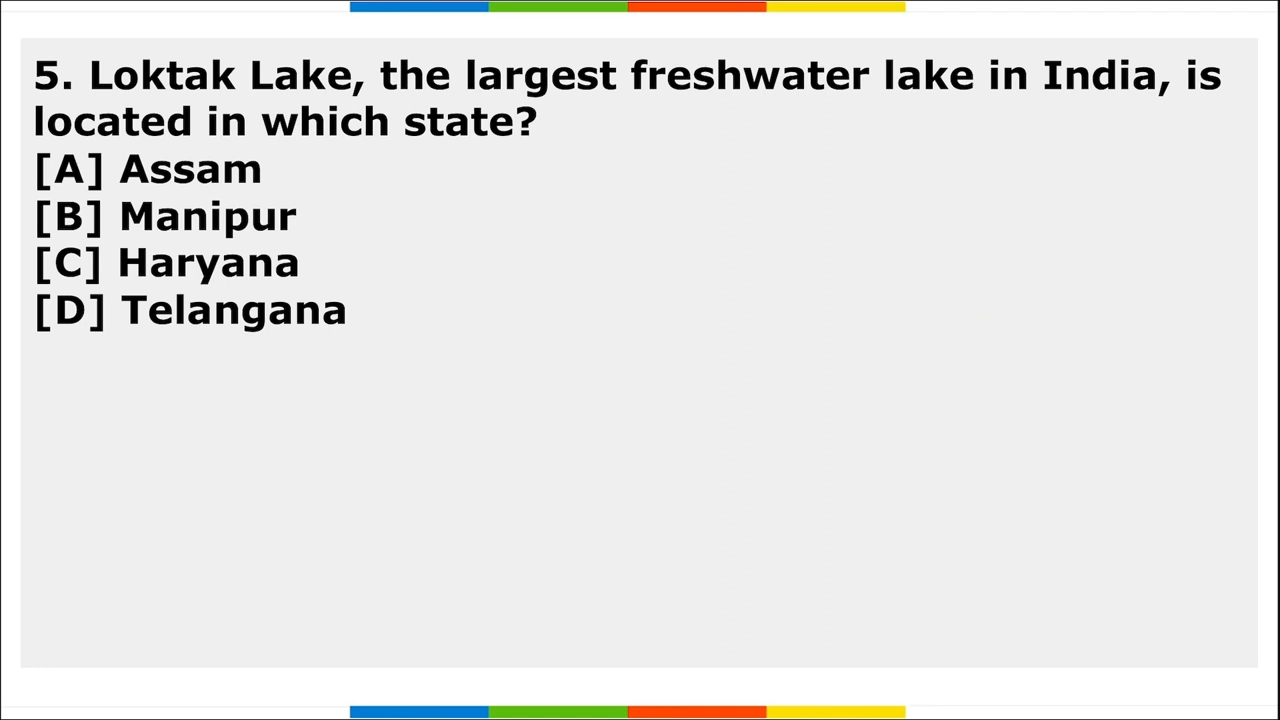 5. Loktak Lake, the largest freshwater lake in India, is
located in which state?
[A] Assam
[B] Manipur
[C] Haryana
[D] Telangana